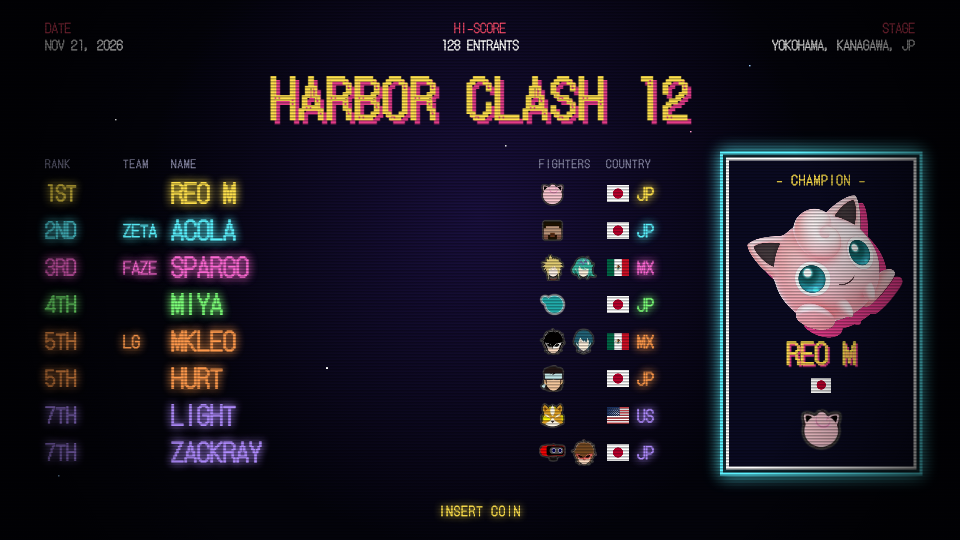 DATE
NOV 21, 2026
HI-SCORE
128 ENTRANTS
STAGE
YOKOHAMA, KANAGAWA, JP
HARBOR CLASH 12
RANK TEAM NAME FIGHTERS COUNTRY
1ST REO M JP
2ND ZETA ACOLA JP
3RD FAZE SPARGO MX
4TH MIYA JP
5TH LG MKLEO MX
5TH HURT JP
7TH LIGHT US
7TH ZACKRAY JP
- CHAMPION -
REO M
INSERT COIN